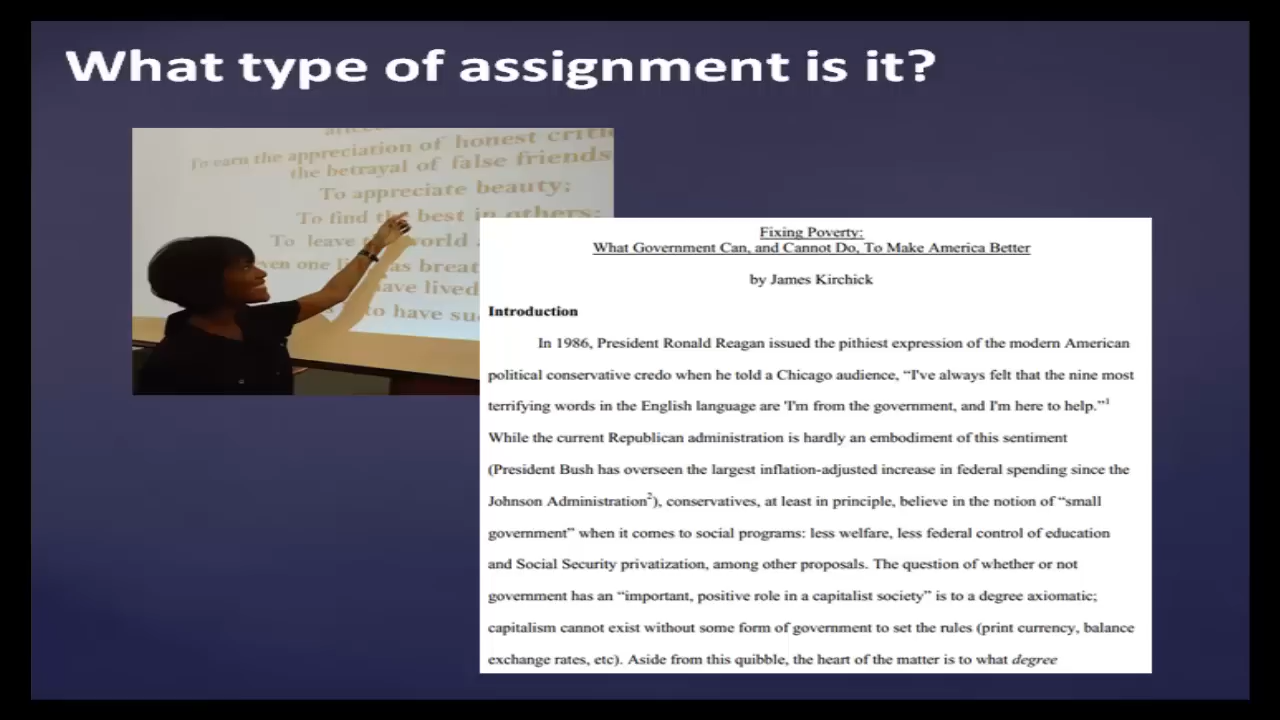 What type of assignment is it?
To earn the appreciation of honest
the betrayal of false friends
To appreciate beauty;
To find the best in others;
To leave world
one has breat
have lived
to have su
Fixing Poverty:
What Government Can, and Cannot Do, To Make America Better
by James Kirchick
Introduction
In 1986, President Ronald Reagan issued the pithiest expression of the modern American
political conservative credo when he told a Chicago audience, “I've always felt that the nine most
terrifying words in the English language are 'I'm from the government, and I'm here to help.”1
While the current Republican administration is hardly an embodiment of this sentiment
(President Bush has overseen the largest inflation-adjusted increase in federal spending since the
Johnson Administration2), conservatives, at least in principle, believe in the notion of “small
government” when it comes to social programs: less welfare, less federal control of education
and Social Security privatization, among other proposals. The question of whether or not
government has an “important, positive role in a capitalist society” is to a degree axiomatic;
capitalism cannot exist without some form of government to set the rules (print currency, balance
exchange rates, etc). Aside from this quibble, the heart of the matter is to what degree